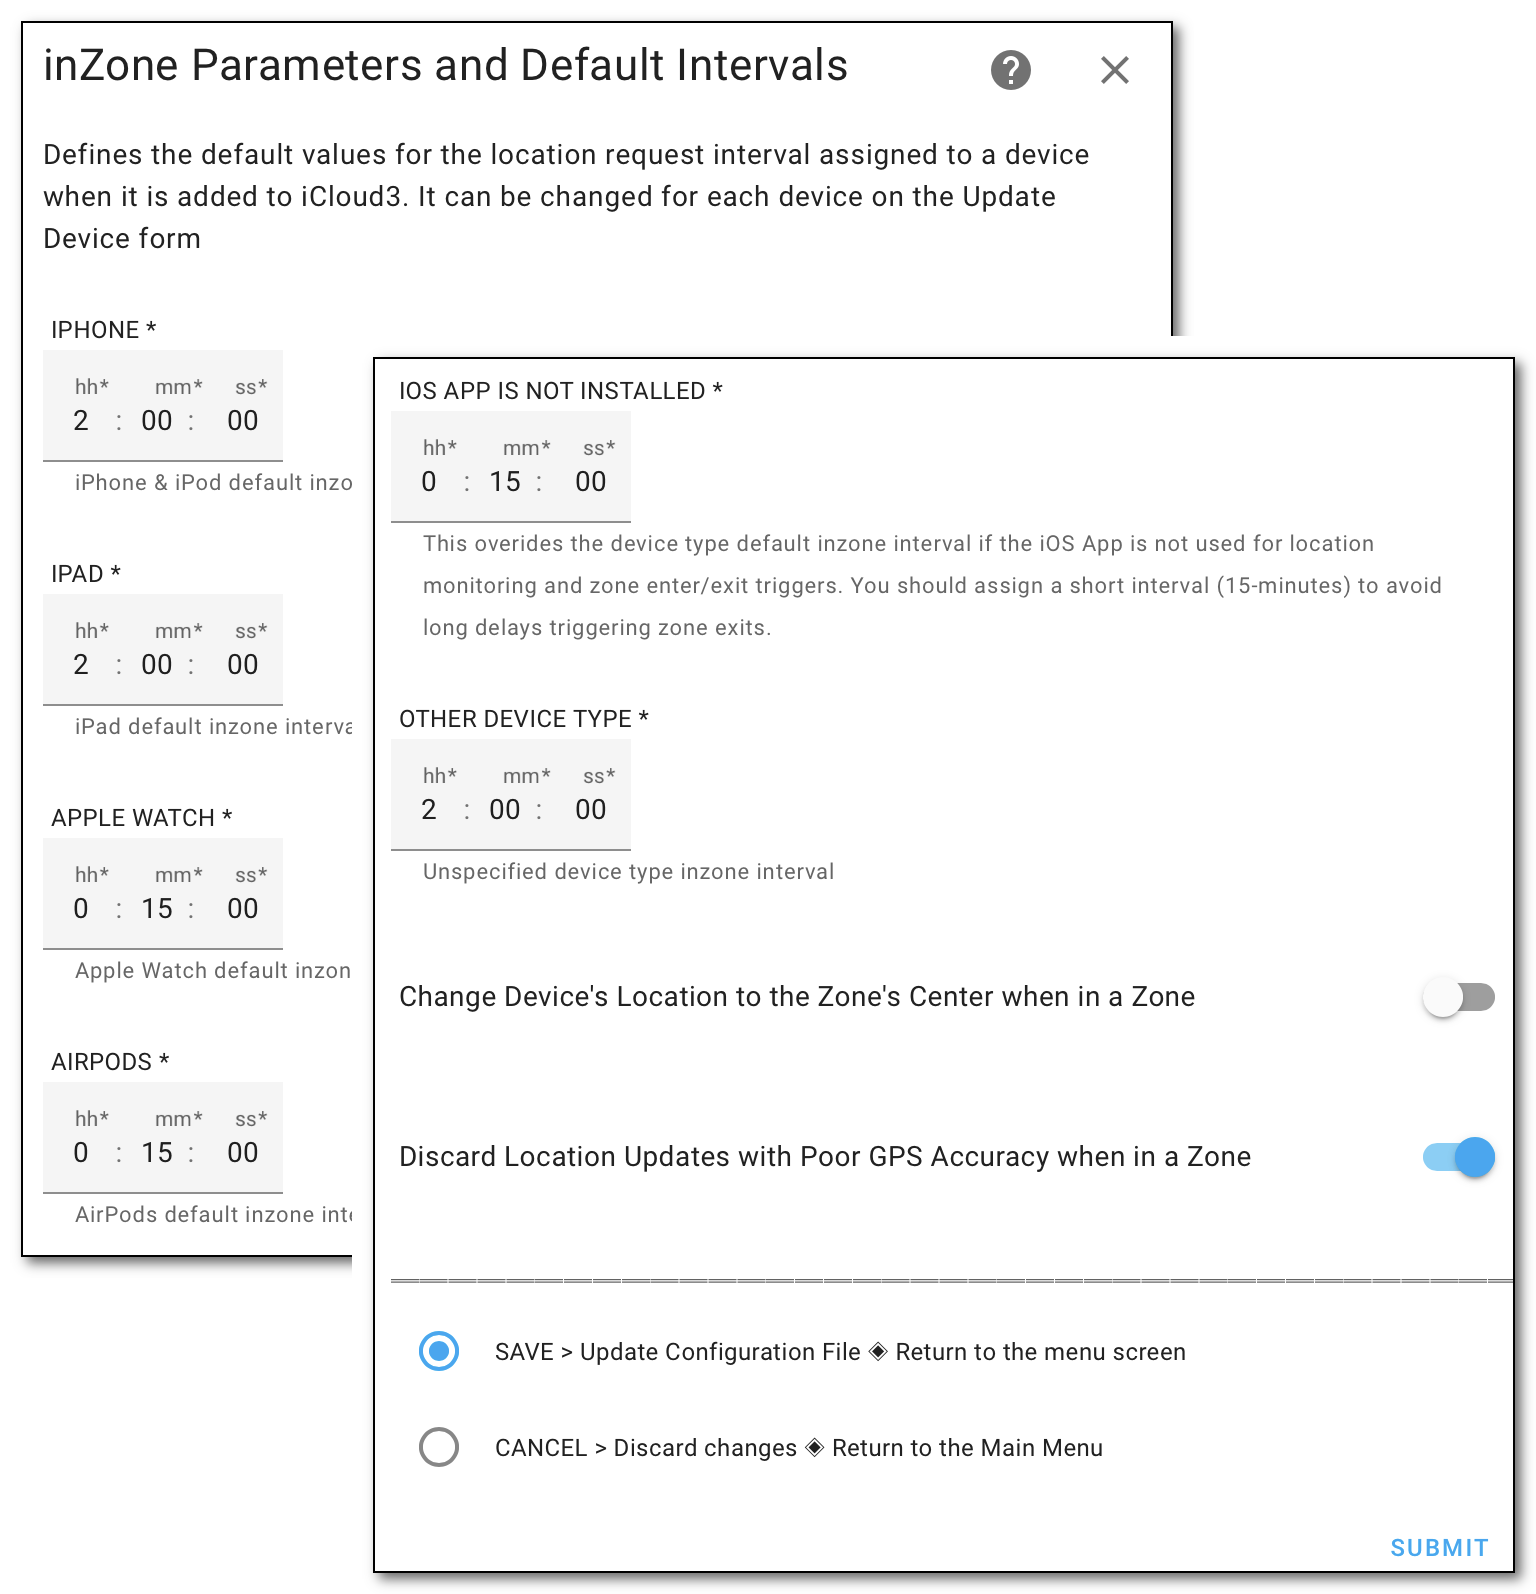 inZone Parameters and Default Intervals
Defines the default values for the location request interval assigned to a device
when it is added to iCloud3. It can be changed for each device on the Update
Device form
IPHONE *
hh* mm* ss*
2 : 00 : 00
iPhone & iPod default inzo
IPAD *
hh* mm* ss*
2 : 00 : 00
iPad default inzone interva
APPLE WATCH *
hh* mm* ss*
0 : 15 : 00
Apple Watch default inzon
AIRPODS *
hh* mm* ss*
0 : 15 : 00
AirPods default inzone inte
IOS APP IS NOT INSTALLED *
hh* mm* ss*
0 : 15 : 00
This overides the device type default inzone interval if the iOS App is not used for location
monitoring and zone enter/exit triggers. You should assign a short interval (15-minutes) to avoid
long delays triggering zone exits.
OTHER DEVICE TYPE *
hh* mm* ss*
2 : 00 : 00
Unspecified device type inzone interval
Change Device's Location to the Zone's Center when in a Zone
Discard Location Updates with Poor GPS Accuracy when in a Zone
SAVE > Update Configuration File ◈ Return to the menu screen
CANCEL > Discard changes ◈ Return to the Main Menu
SUBMIT